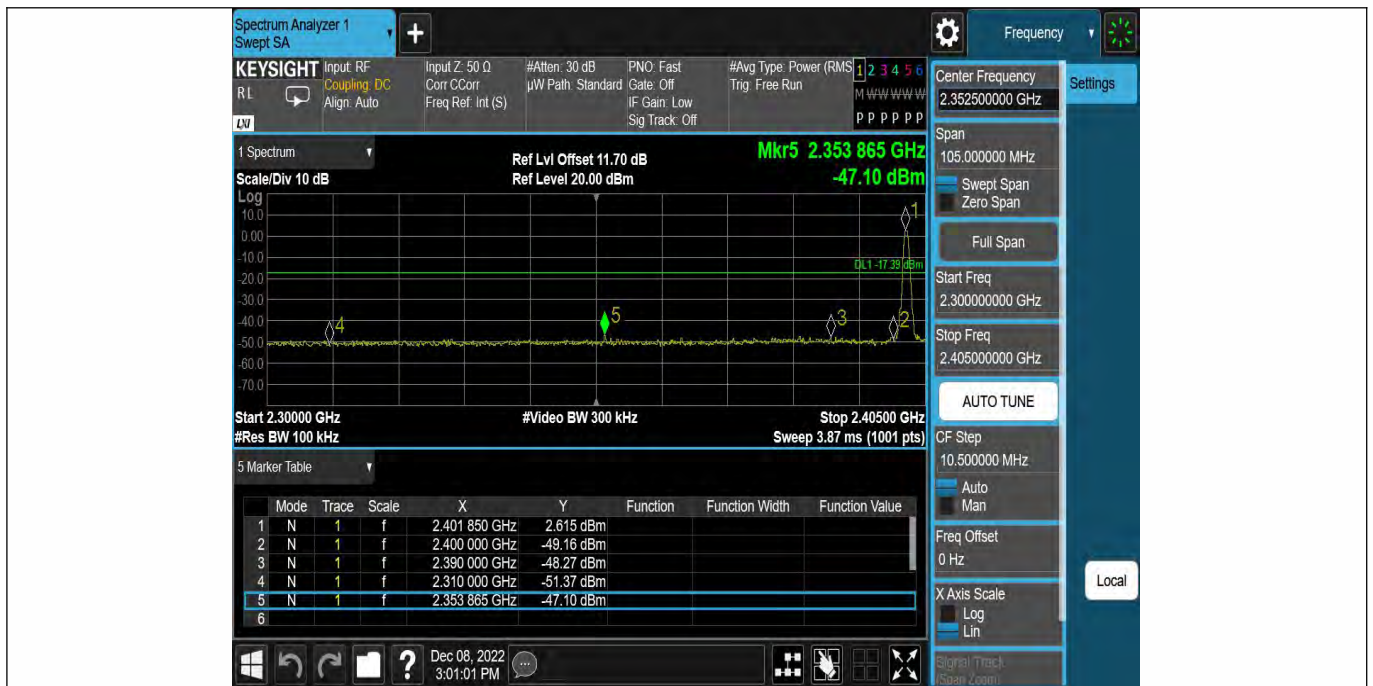 Spectrum Analyzer 1
Swept SA
Frequency
KEYSIGHT
RL
LXI
Input: RF
Coupling: DC
Align: Auto
Input Z: 50 Ω
Corr CCorr
Freq Ref: Int (S)
#Atten: 30 dB
µW Path: Standard
PNO: Fast
Gate: Off
IF Gain: Low
Sig Track: Off
#Avg Type: Power (RMS
Trig: Free Run
1 2 3 4 5 6
M W W W W W
P P P P P P
1 Spectrum
Scale/Div 10 dB
Ref Lvl Offset 11.70 dB
Ref Level 20.00 dBm
Mkr5 2.353 865 GHz
-47.10 dBm
Log
10.0
0.00
-10.0
-20.0
-30.0
-40.0
-50.0
-60.0
-70.0
1
DL1 -17.39 dBm
4
5
3
2
Start 2.30000 GHz
#Video BW 300 kHz
Stop 2.40500 GHz
#Res BW 100 kHz
Sweep 3.87 ms (1001 pts)
5 Marker Table
Mode Trace Scale X Y Function Function Width Function Value
1 N 1 f 2.401 850 GHz 2.615 dBm
2 N 1 f 2.400 000 GHz -49.16 dBm
3 N 1 f 2.390 000 GHz -48.27 dBm
4 N 1 f 2.310 000 GHz -51.37 dBm
5 N 1 f 2.353 865 GHz -47.10 dBm
6
?
Dec 08, 2022
3:01:01 PM
Center Frequency
2.352500000 GHz
Settings
Span
105.000000 MHz
Swept Span
Zero Span
Full Span
Start Freq
2.300000000 GHz
Stop Freq
2.405000000 GHz
AUTO TUNE
CF Step
10.500000 MHz
Auto
Man
Freq Offset
0 Hz
X Axis Scale
Log
Lin
Local
Signal Track
(Span Zoom)